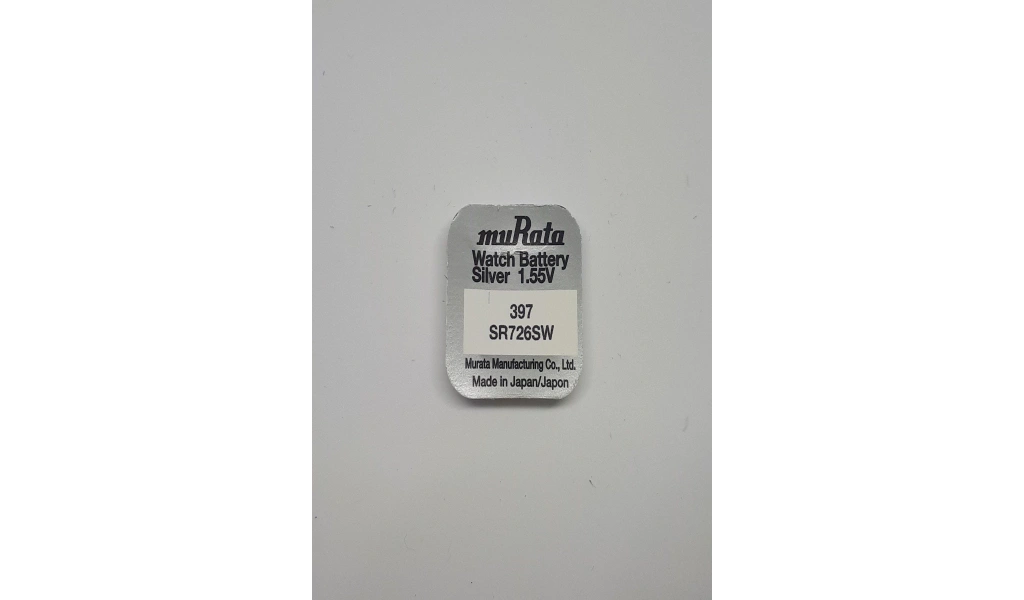 muRata
Watch Battery
Silver 1.55V
397
SR726SW
Murata Manufacturing Co., Ltd.
Made in Japan/Japon